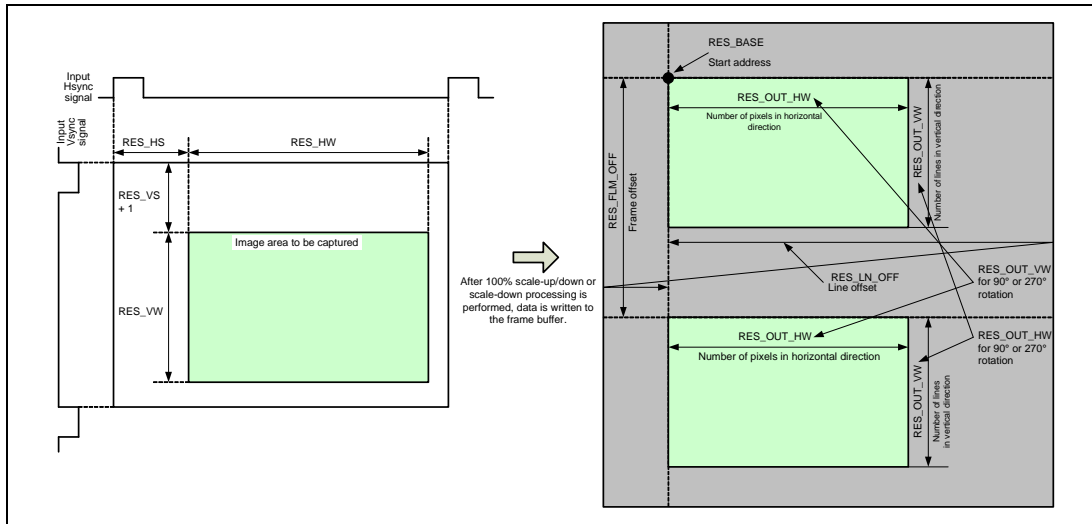 Input
Hsync
signal
Input
Vsync
signal
RES_HS
RES_HW
RES_VS
+ 1
RES_VW
Image area to be captured
After 100% scale-up/down or
scale-down processing is
performed, data is written to
the frame buffer.
RES_BASE
Start address
RES_OUT_HW
Number of pixels in horizontal
direction
RES_OUT_VW
Number of lines in vertical direction
RES_FLM_OFF
Frame offset
RES_LN_OFF
Line offset
RES_OUT_VW
for 90° or 270°
rotation
RES_OUT_HW
Number of pixels in horizontal direction
RES_OUT_VW
Number of lines
in vertical direction
RES_OUT_HW
for 90° or 270°
rotation